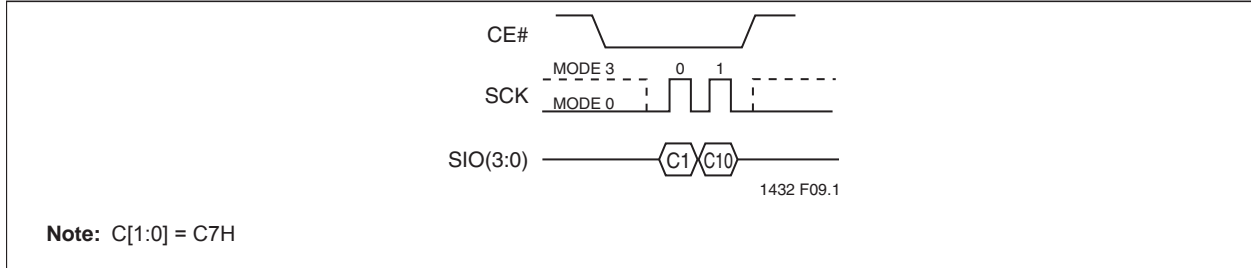 CE#
MODE 3 0 1
SCK
MODE 0
SIO(3:0) C1 C10
1432 F09.1
Note: C[1:0] = C7H